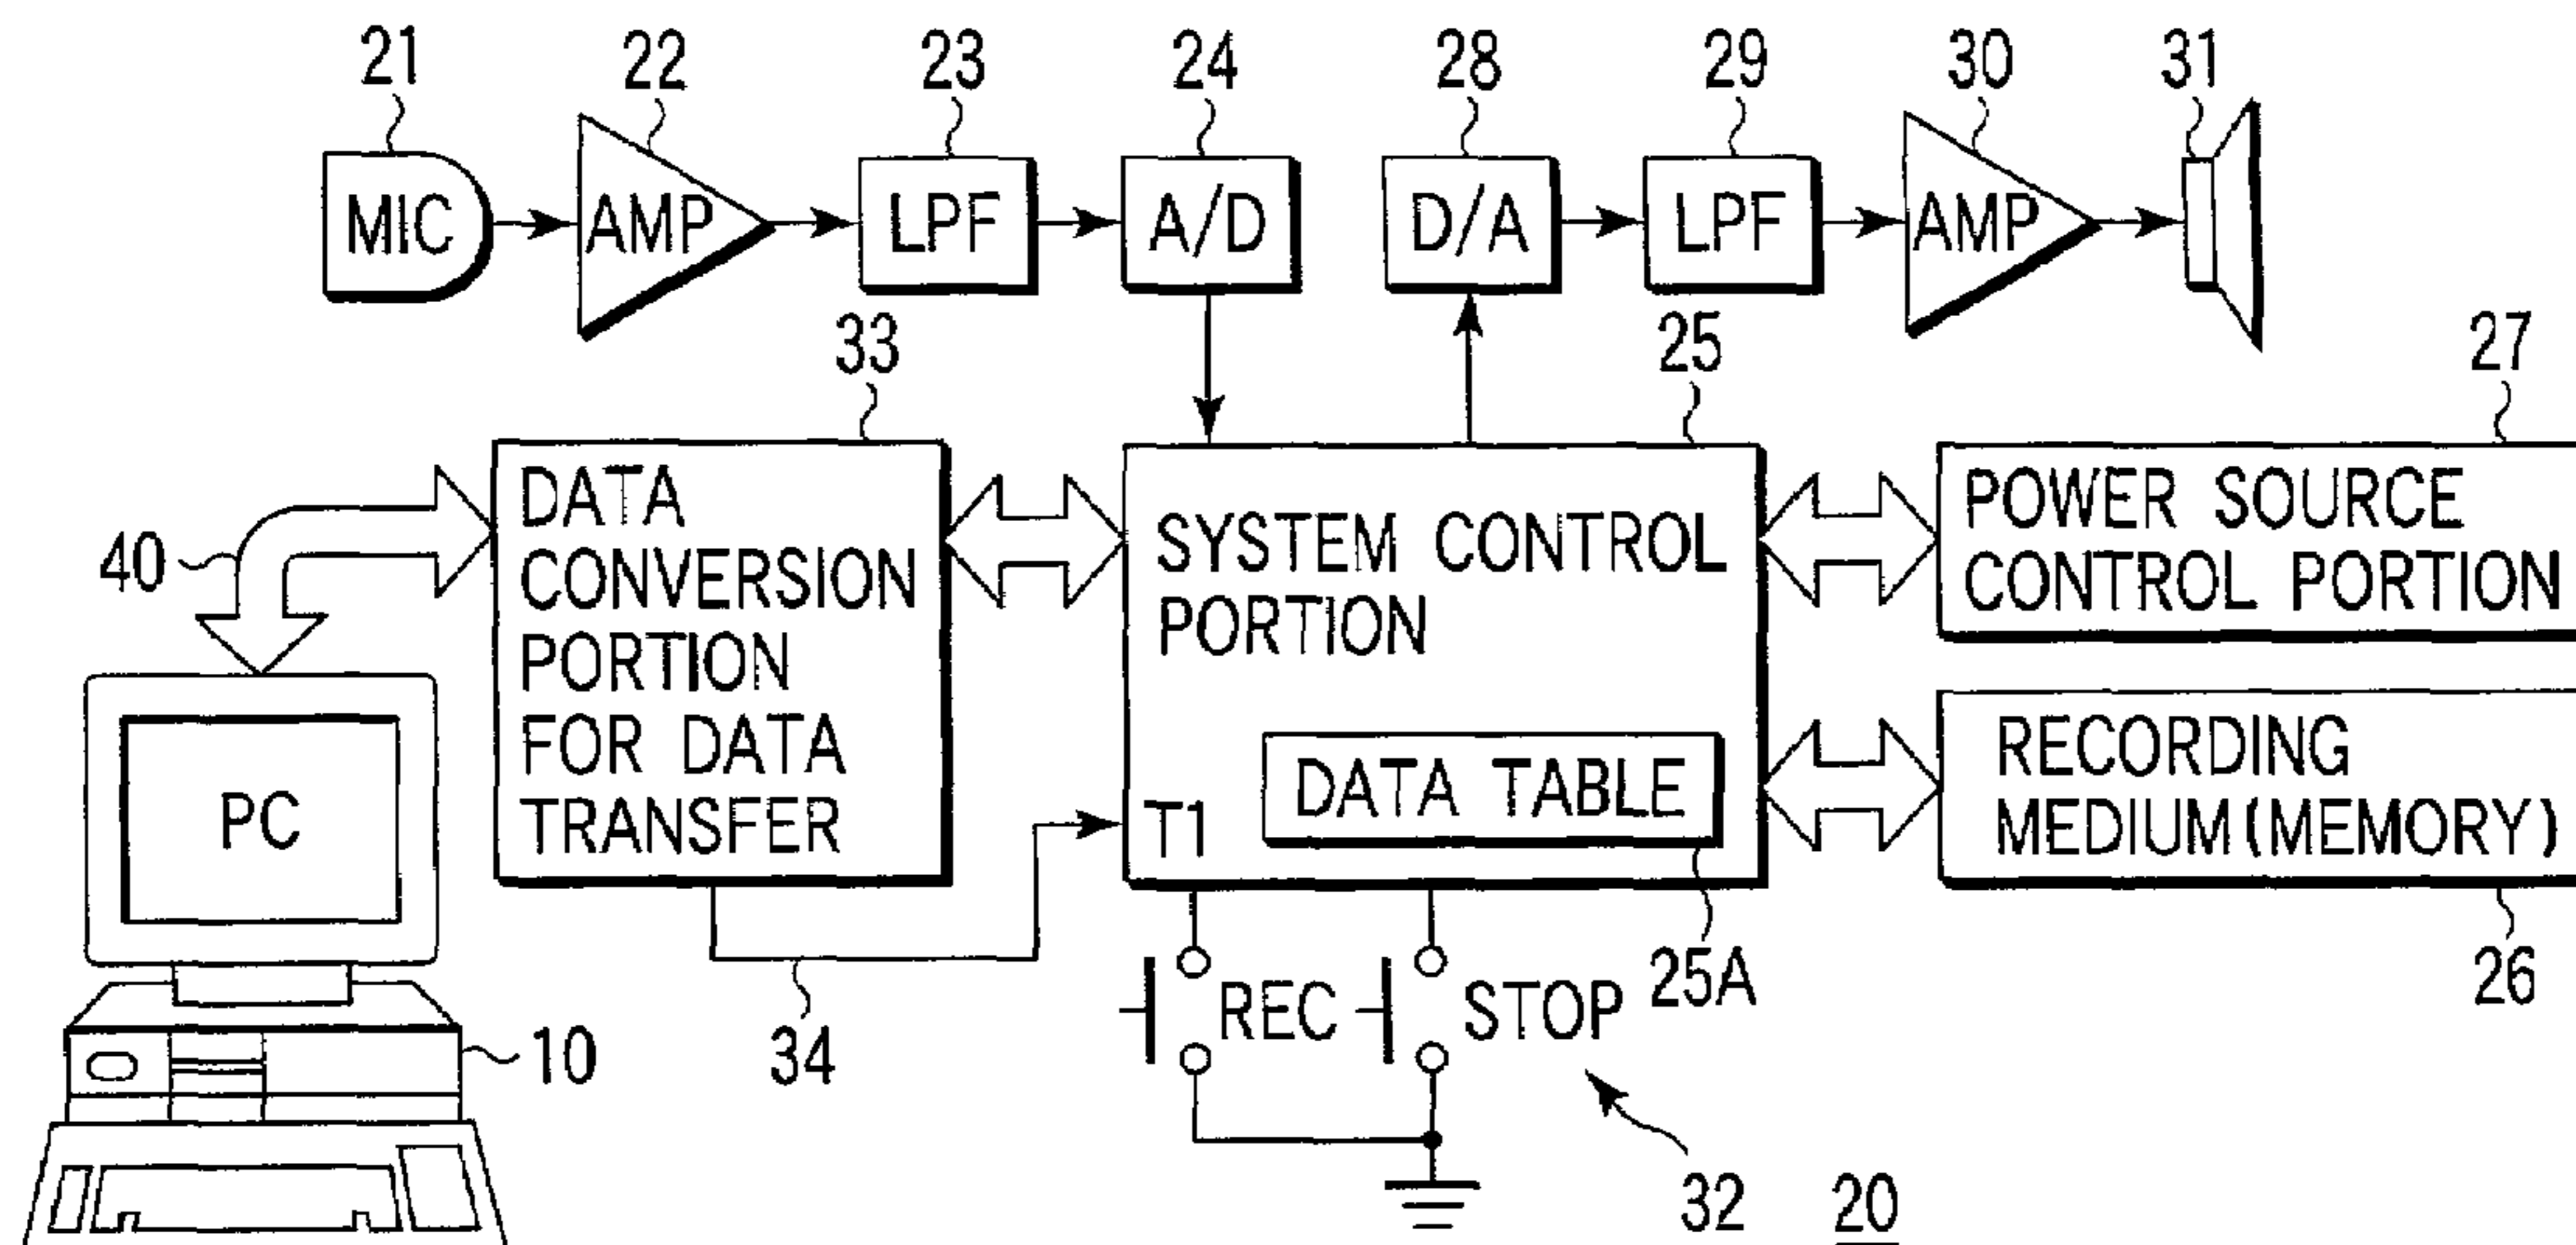 21 22 23 24 28 29 30 31
MIC AMP LPF A/D D/A LPF AMP
33 25 27
DATA
CONVERSION
PORTION
FOR DATA
TRANSFER
SYSTEM CONTROL
PORTION
T1
DATA TABLE
POWER SOURCE
CONTROL PORTION
RECORDING
MEDIUM(MEMORY)
40
PC
10
34
REC
STOP
25A
26
32
20